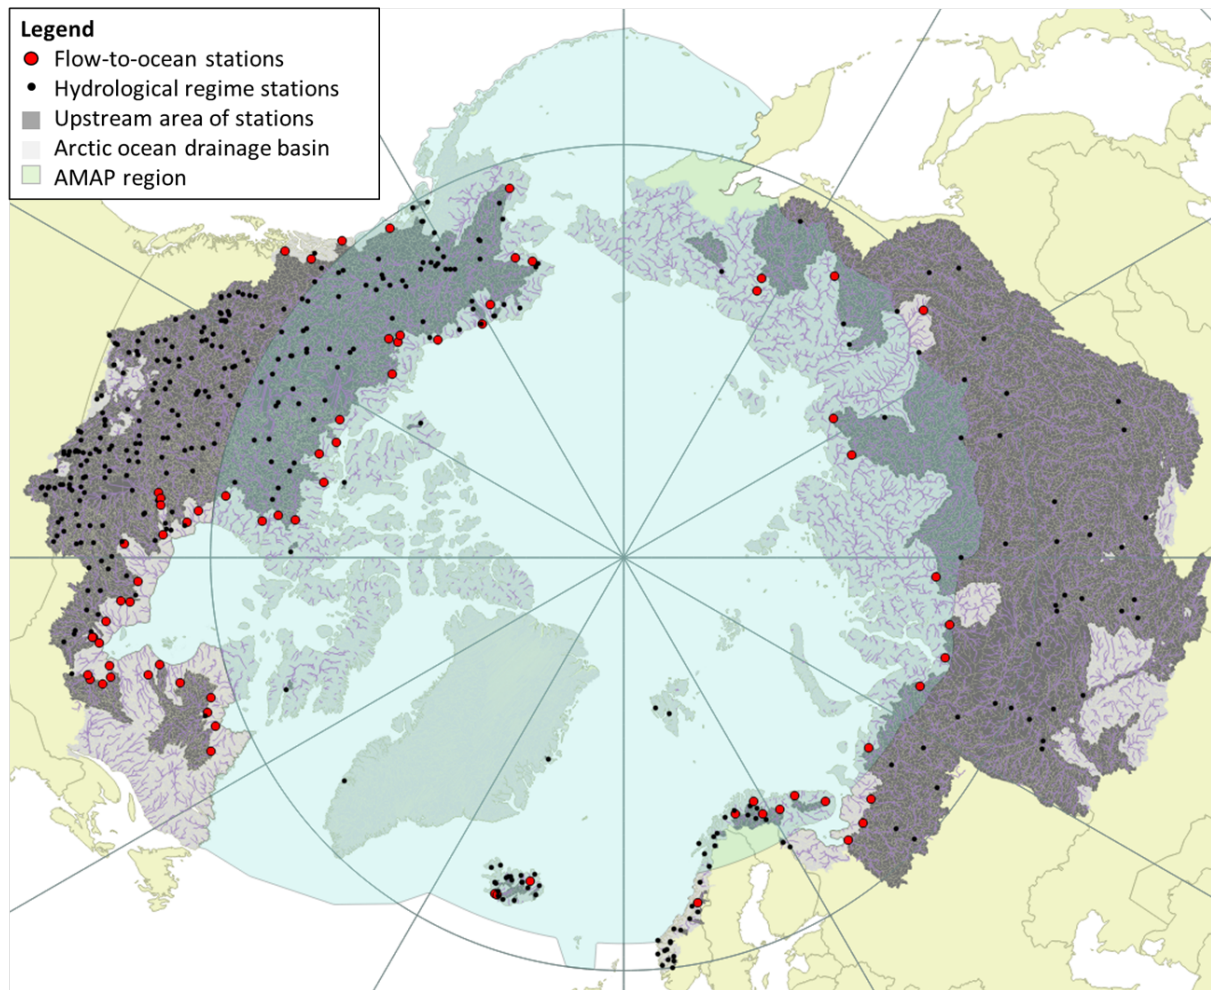 Legend
Flow-to-ocean stations
Hydrological regime stations
Upstream area of stations
Arctic ocean drainage basin
AMAP region